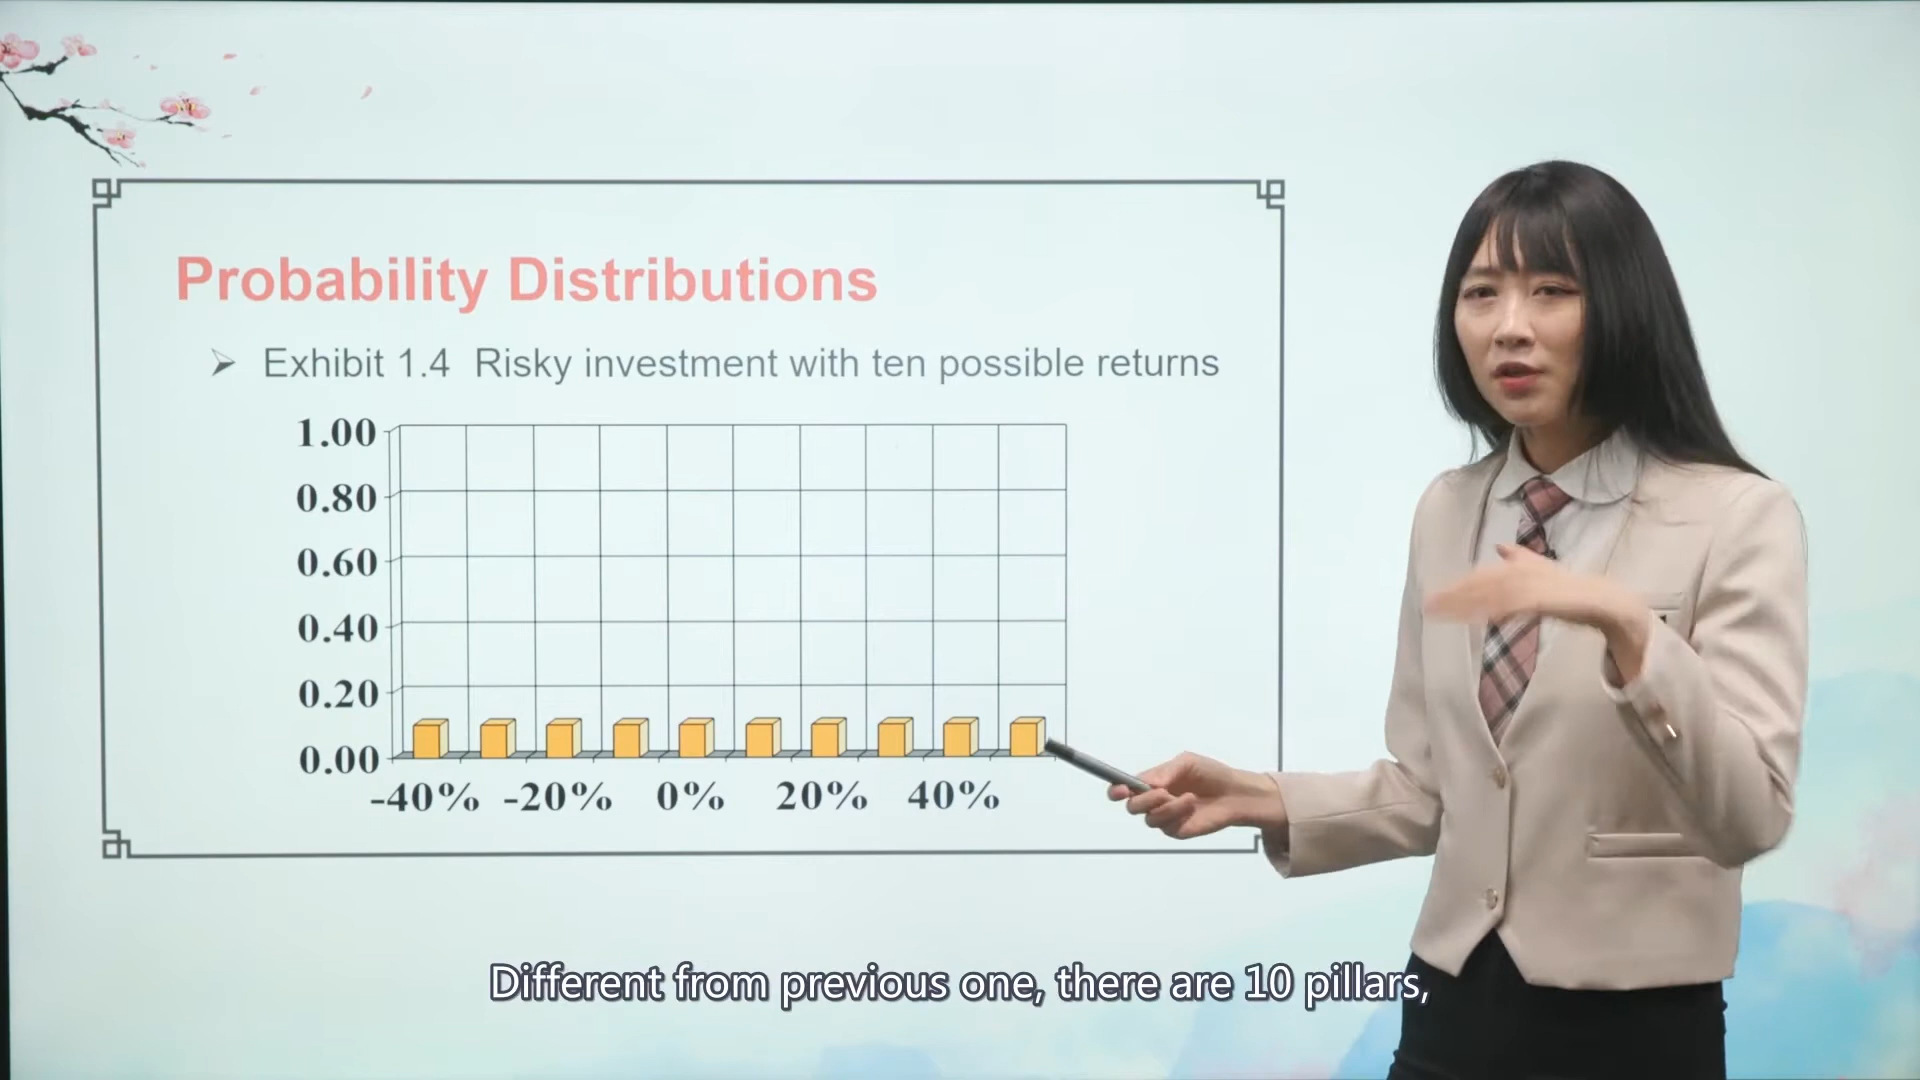 Probability Distributions
➢ Exhibit 1.4 Risky investment with ten possible returns
1.00
0.80
0.60
0.40
0.20
0.00
-40% -20% 0% 20% 40%
Different from previous one, there are 10 pillars,